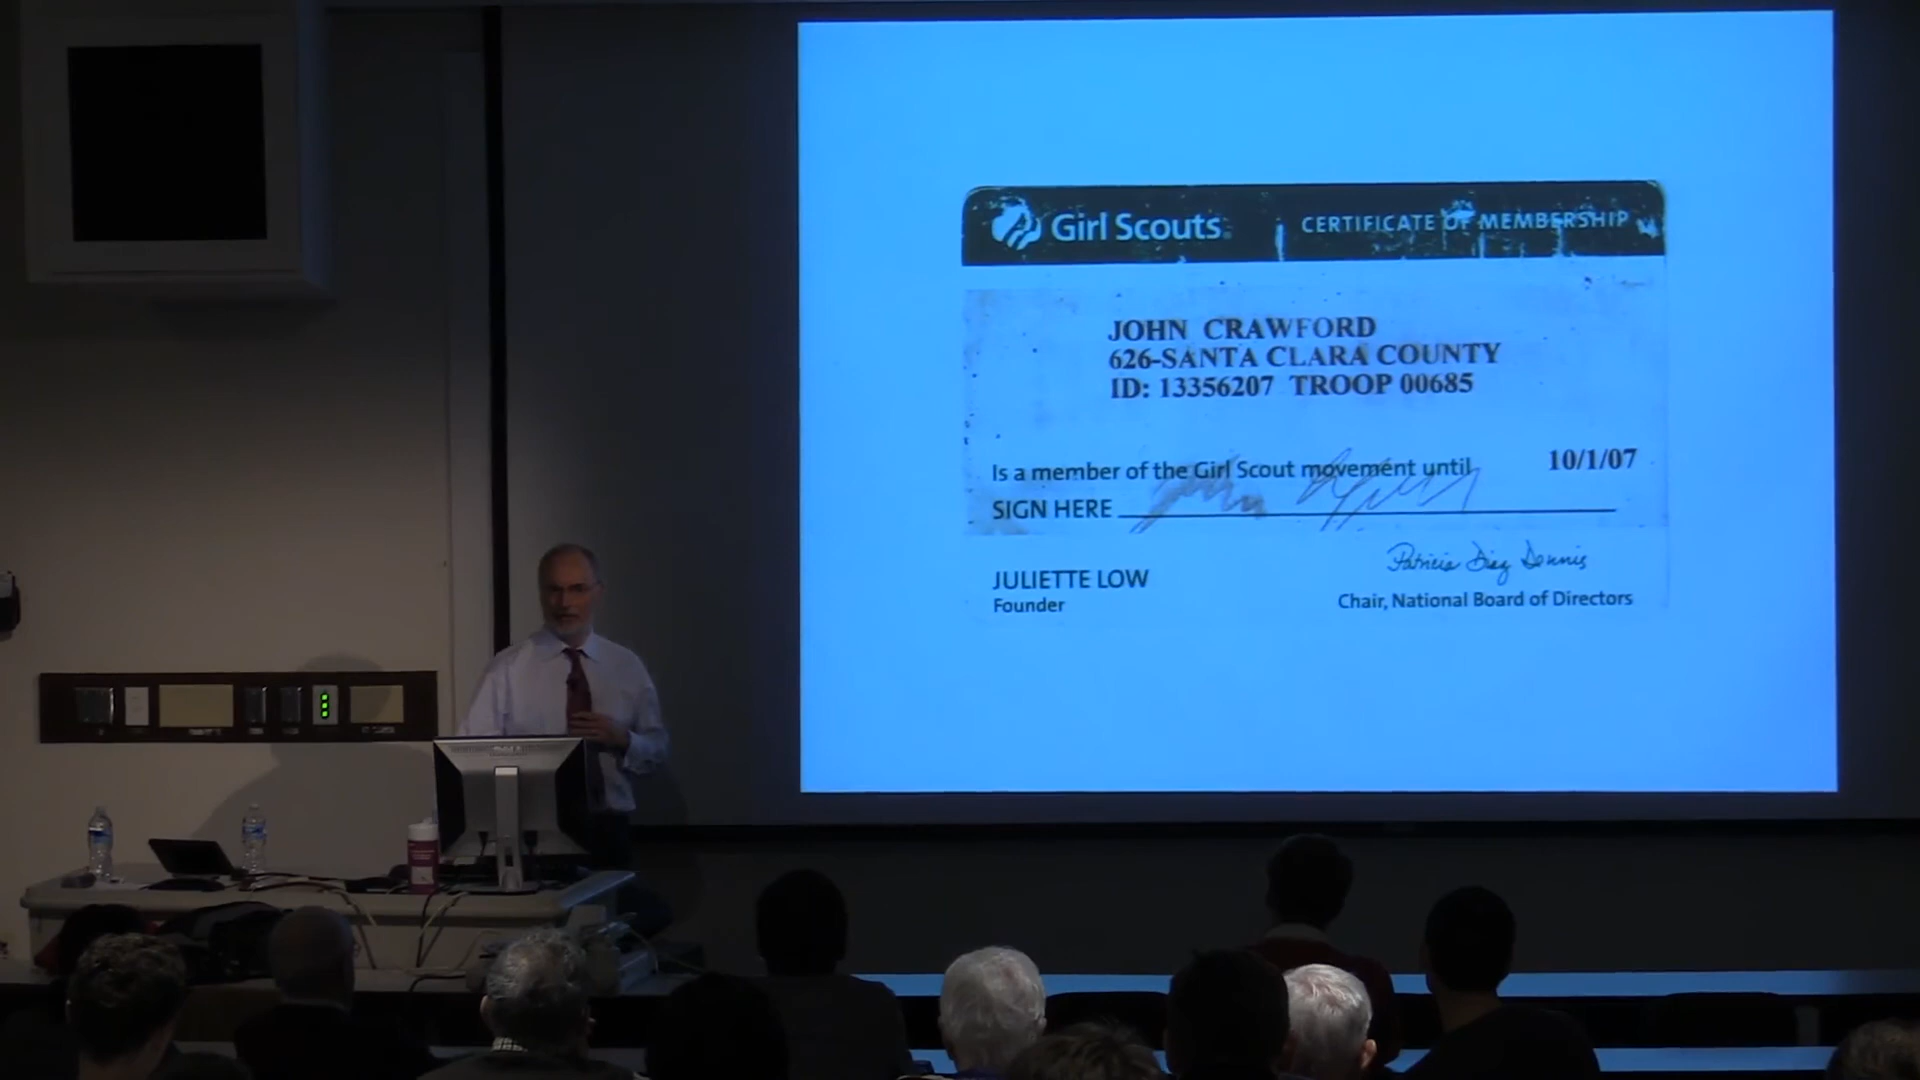 Girl Scouts
CERTIFICATE OF MEMBERSHIP
JOHN CRAWFORD
626-SANTA CLARA COUNTY
ID: 13356207 TROOP 00685
Is a member of the Girl Scout movement until 10/1/07
SIGN HERE
Patricia Diaz Dennis
JULIETTE LOW
Founder
Chair, National Board of Directors